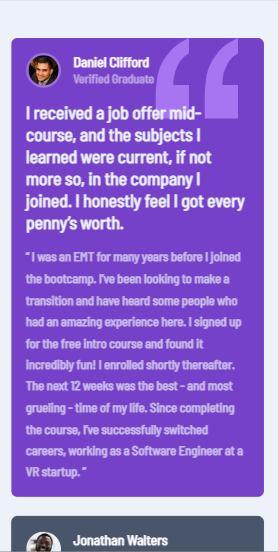 Daniel Clifford
Verified Graduate
I received a job offer mid-
course, and the subjects I
learned were current, if not
more so, in the company I
joined. I honestly feel I got every
penny’s worth.
“ I was an EMT for many years before I joined
the bootcamp. I’ve been looking to make a
transition and have heard some people who
had an amazing experience here. I signed up
for the free intro course and found it
incredibly fun! I enrolled shortly thereafter.
The next 12 weeks was the best - and most
grueling - time of my life. Since completing
the course, I’ve successfully switched
careers, working as a Software Engineer at a
VR startup. ”
Jonathan Walters